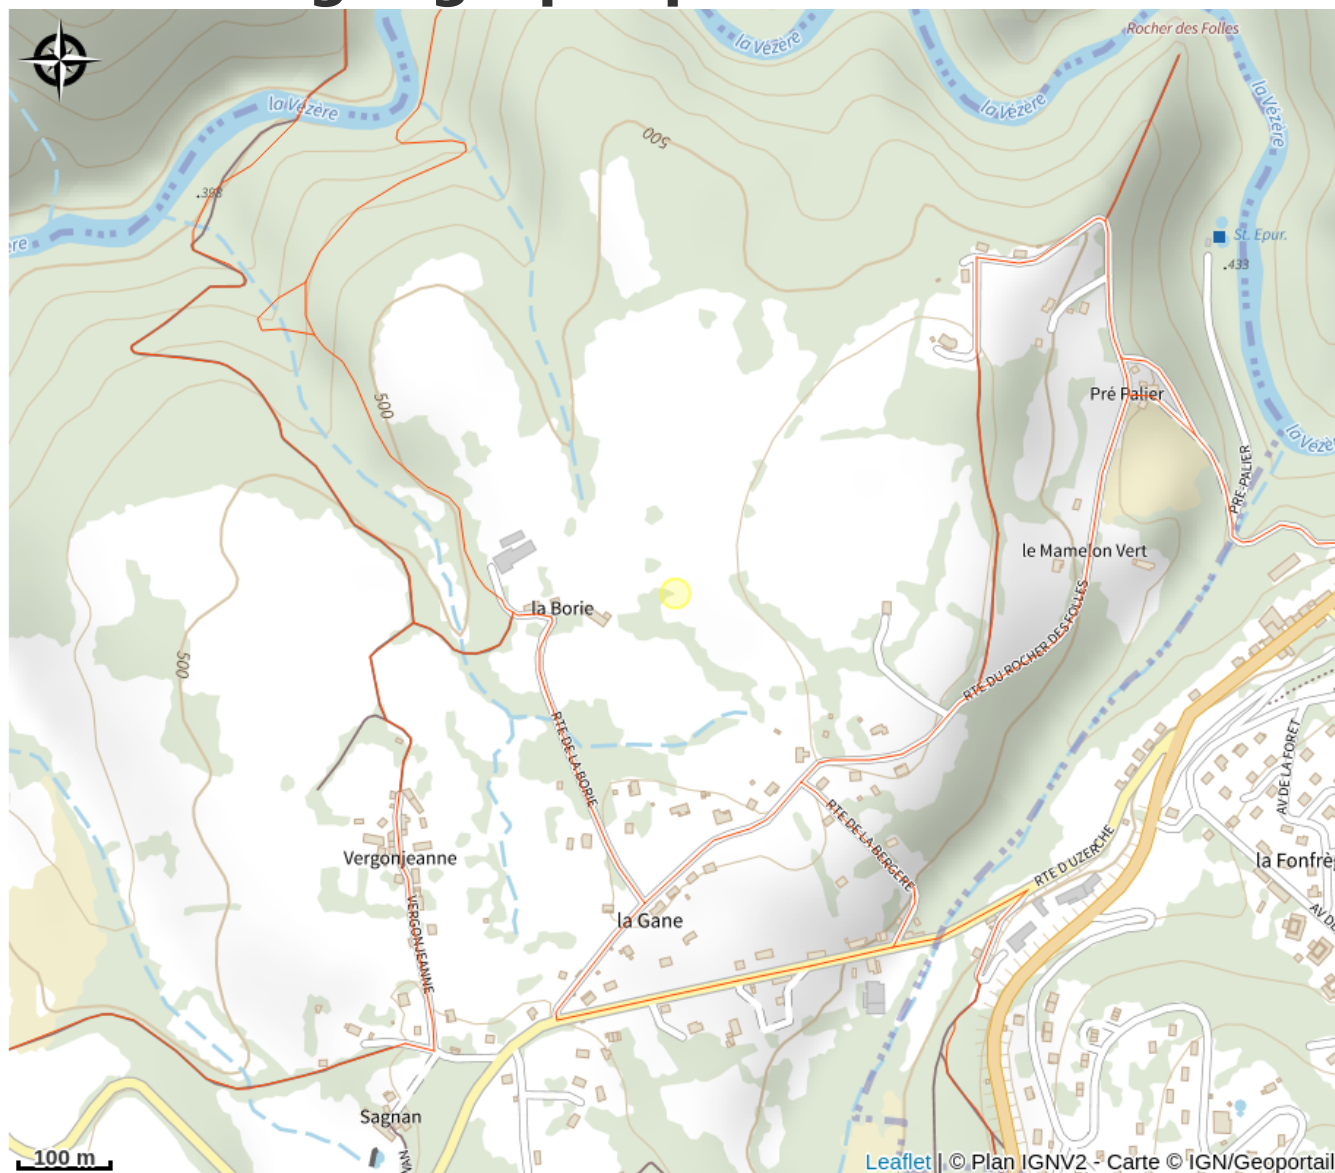 la Vézère
Rocher des Folles
la Vézère
la Vézère
la Vézère
500
.398
St. Epur.
.433
500
Pré Palier
la Vézère
PRE-PALIER
le Mamelon Vert
la Borie
RTE DU ROCHER DES FOLLES
500
RTE DE LA BORIE
AV DE LA FORET
RTE DE LA BERGERE
RTE D UZERCHE
Vergonjeanne
la Fonfrè
VERGONJEANNE
la Gane
AV DE
Sagnan
100 m
Leaflet | © Plan IGNV2 - Carte © IGN/Geoportail